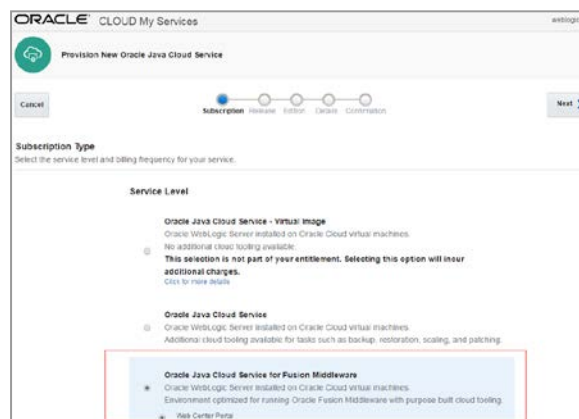 ORACLE CLOUD My Services
weblogic
Provision New Oracle Java Cloud Service
Cancel
Subscription Release Edition Details Confirmation
Next
Subscription Type
Select the service level and billing frequency for your service.
Service Level
Oracle Java Cloud Service - Virtual Image
Oracle WebLogic Server installed on Oracle Cloud virtual machines.
No additional cloud tooling available.
This selection is not part of your entitlement. Selecting this option will incur
additional charges.
Click for more details
Oracle Java Cloud Service
Oracle WebLogic Server installed on Oracle Cloud virtual machines.
Additional cloud tooling available for tasks such as backup, restoration, scaling, and patching.
Oracle Java Cloud Service for Fusion Middleware
Oracle WebLogic Server installed on Oracle Cloud virtual machines.
Environment optimized for running Oracle Fusion Middleware with purpose built cloud tooling.
Web Center Portal